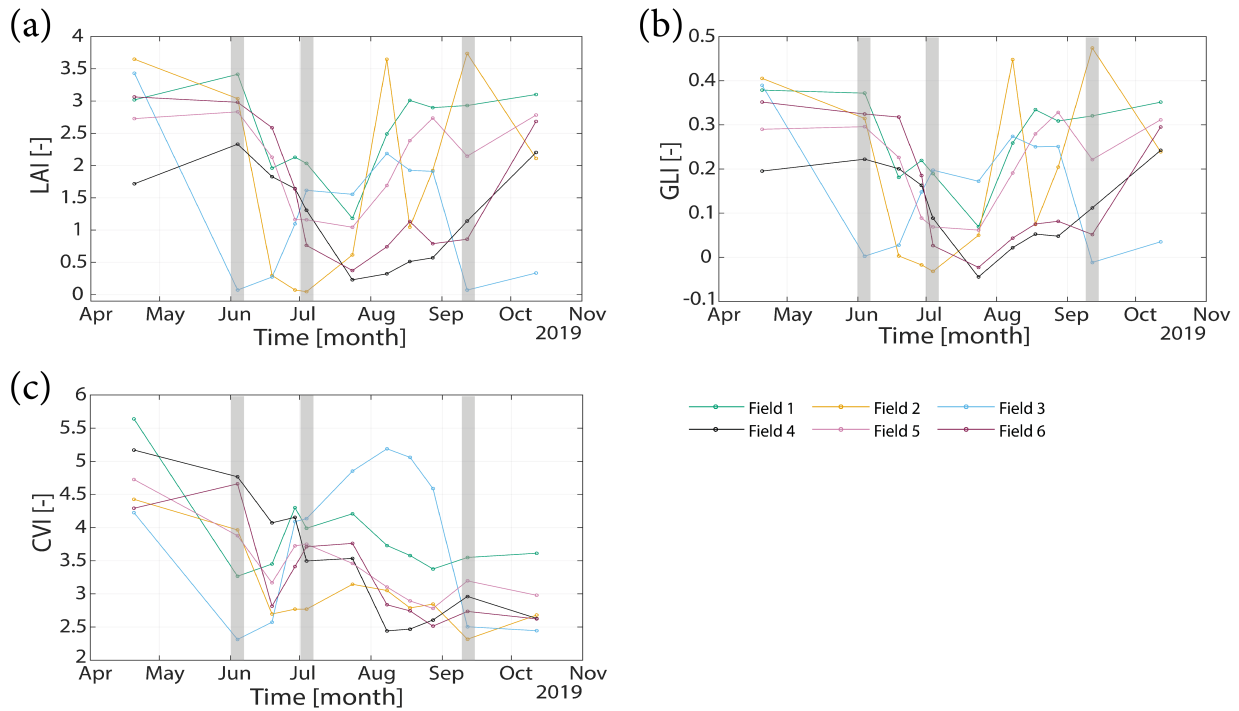 (a)
4
3.5
3
2.5
2
1.5
1
0.5
0
LAI [-]
Apr May Jun Jul Aug Sep Oct Nov
Time [month]
2019
(b)
0.5
0.4
0.3
0.2
0.1
0
-0.1
GLI [-]
Apr May Jun Jul Aug Sep Oct Nov
Time [month]
2019
(c)
6
5.5
5
4.5
4
3.5
3
2.5
2
CVI [-]
Apr May Jun Jul Aug Sep Oct Nov
Time [month]
2019
Field 1 Field 2 Field 3
Field 4 Field 5 Field 6